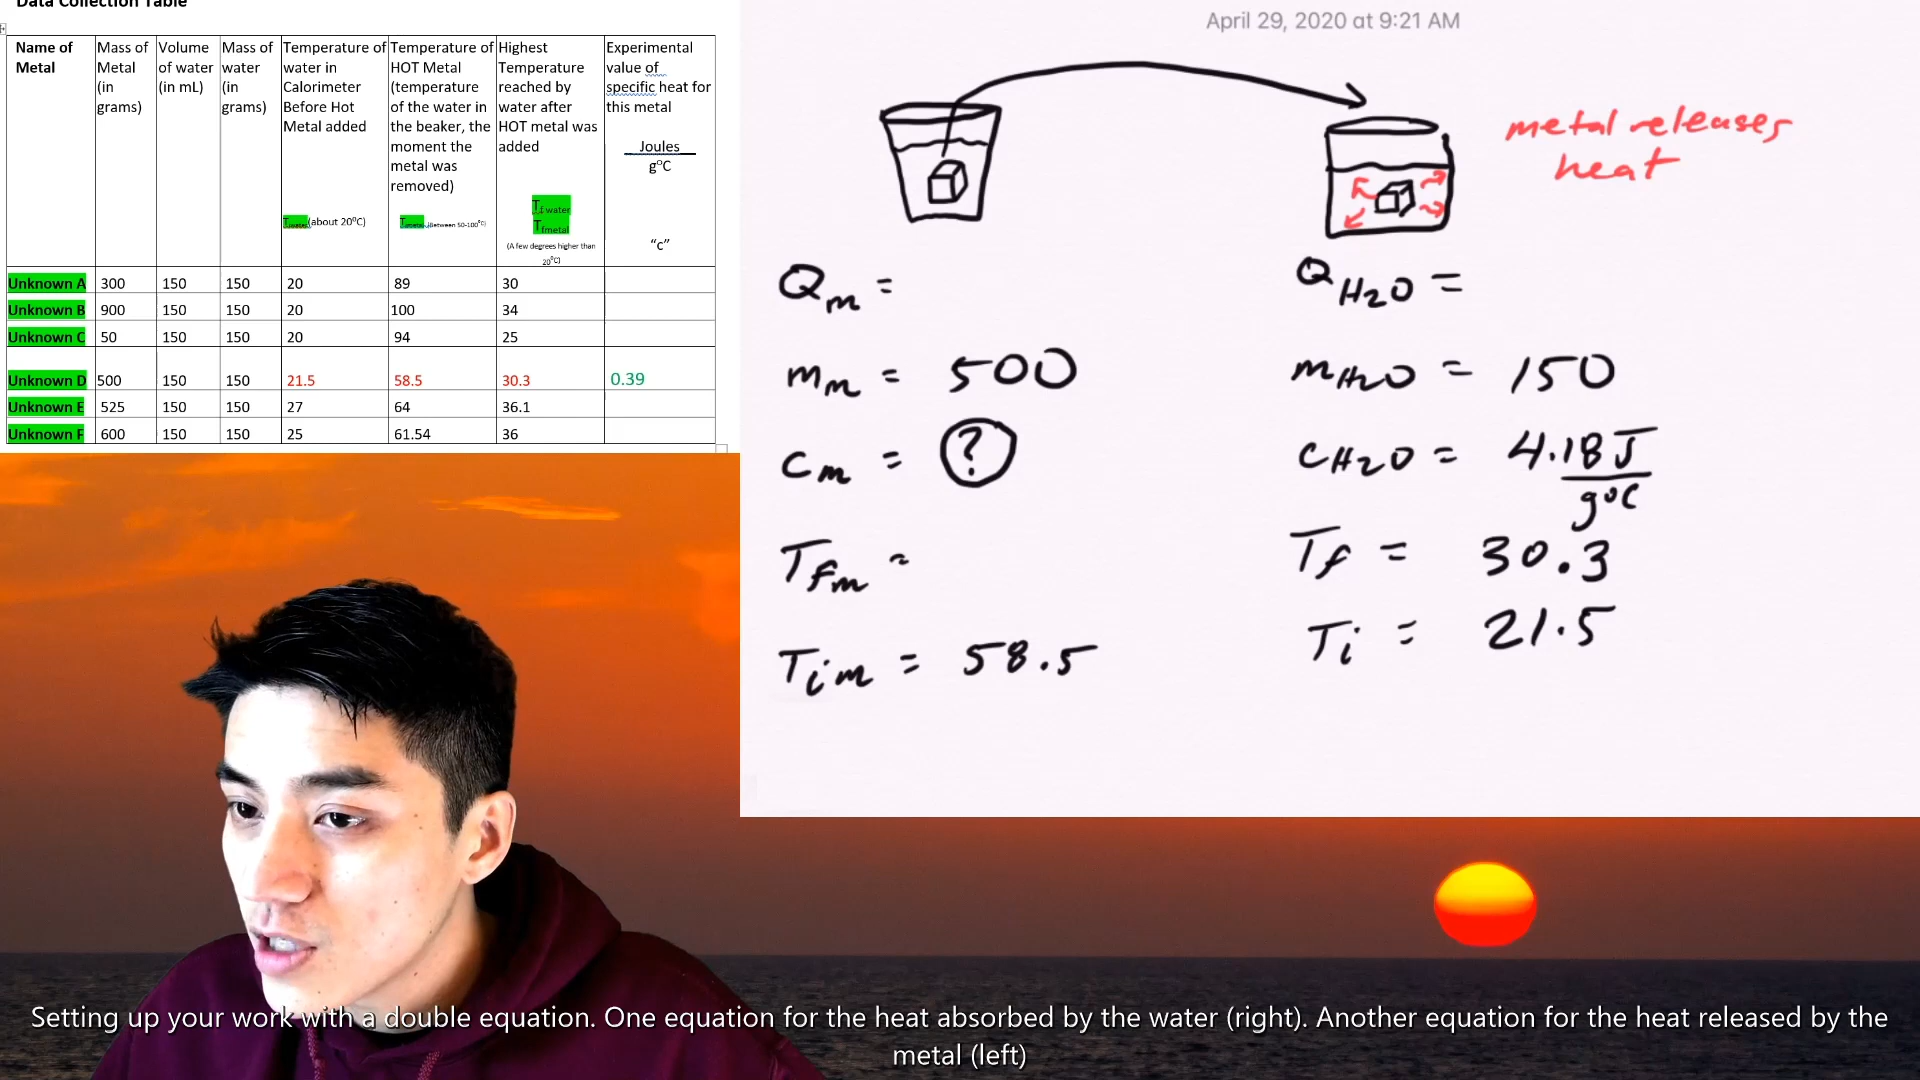 Data Collection Table
Name of Metal
Mass of Metal (in grams)
Volume of water (in mL)
Mass of water (in grams)
Temperature of water in Calorimeter Before Hot Metal added
(about 20°C)
Temperature of HOT Metal (temperature of the water in the beaker, the moment the metal was removed)
(Between 50-100°C)
Highest Temperature reached by water after HOT metal was added
Tf water
Tfmetal
(A few degrees higher than 20°C)
Experimental value of specific heat for this metal
Joules
g°C
“c”
Unknown A 300 150 150 20 89 30
Unknown B 900 150 150 20 100 34
Unknown C 50 150 150 20 94 25
Unknown D 500 150 150 21.5 58.5 30.3 0.39
Unknown E 525 150 150 27 64 36.1
Unknown F 600 150 150 25 61.54 36
April 29, 2020 at 9:21 AM
metal releases
heat
Qm =
mm = 500
cm = ?
Tfm =
Tim = 58.5
QH2O =
mH2O = 150
cH2O = 4.18 J
g°C
Tf = 30.3
Ti = 21.5
Setting up your work with a double equation. One equation for the heat absorbed by the water (right). Another equation for the heat released by the
metal (left)